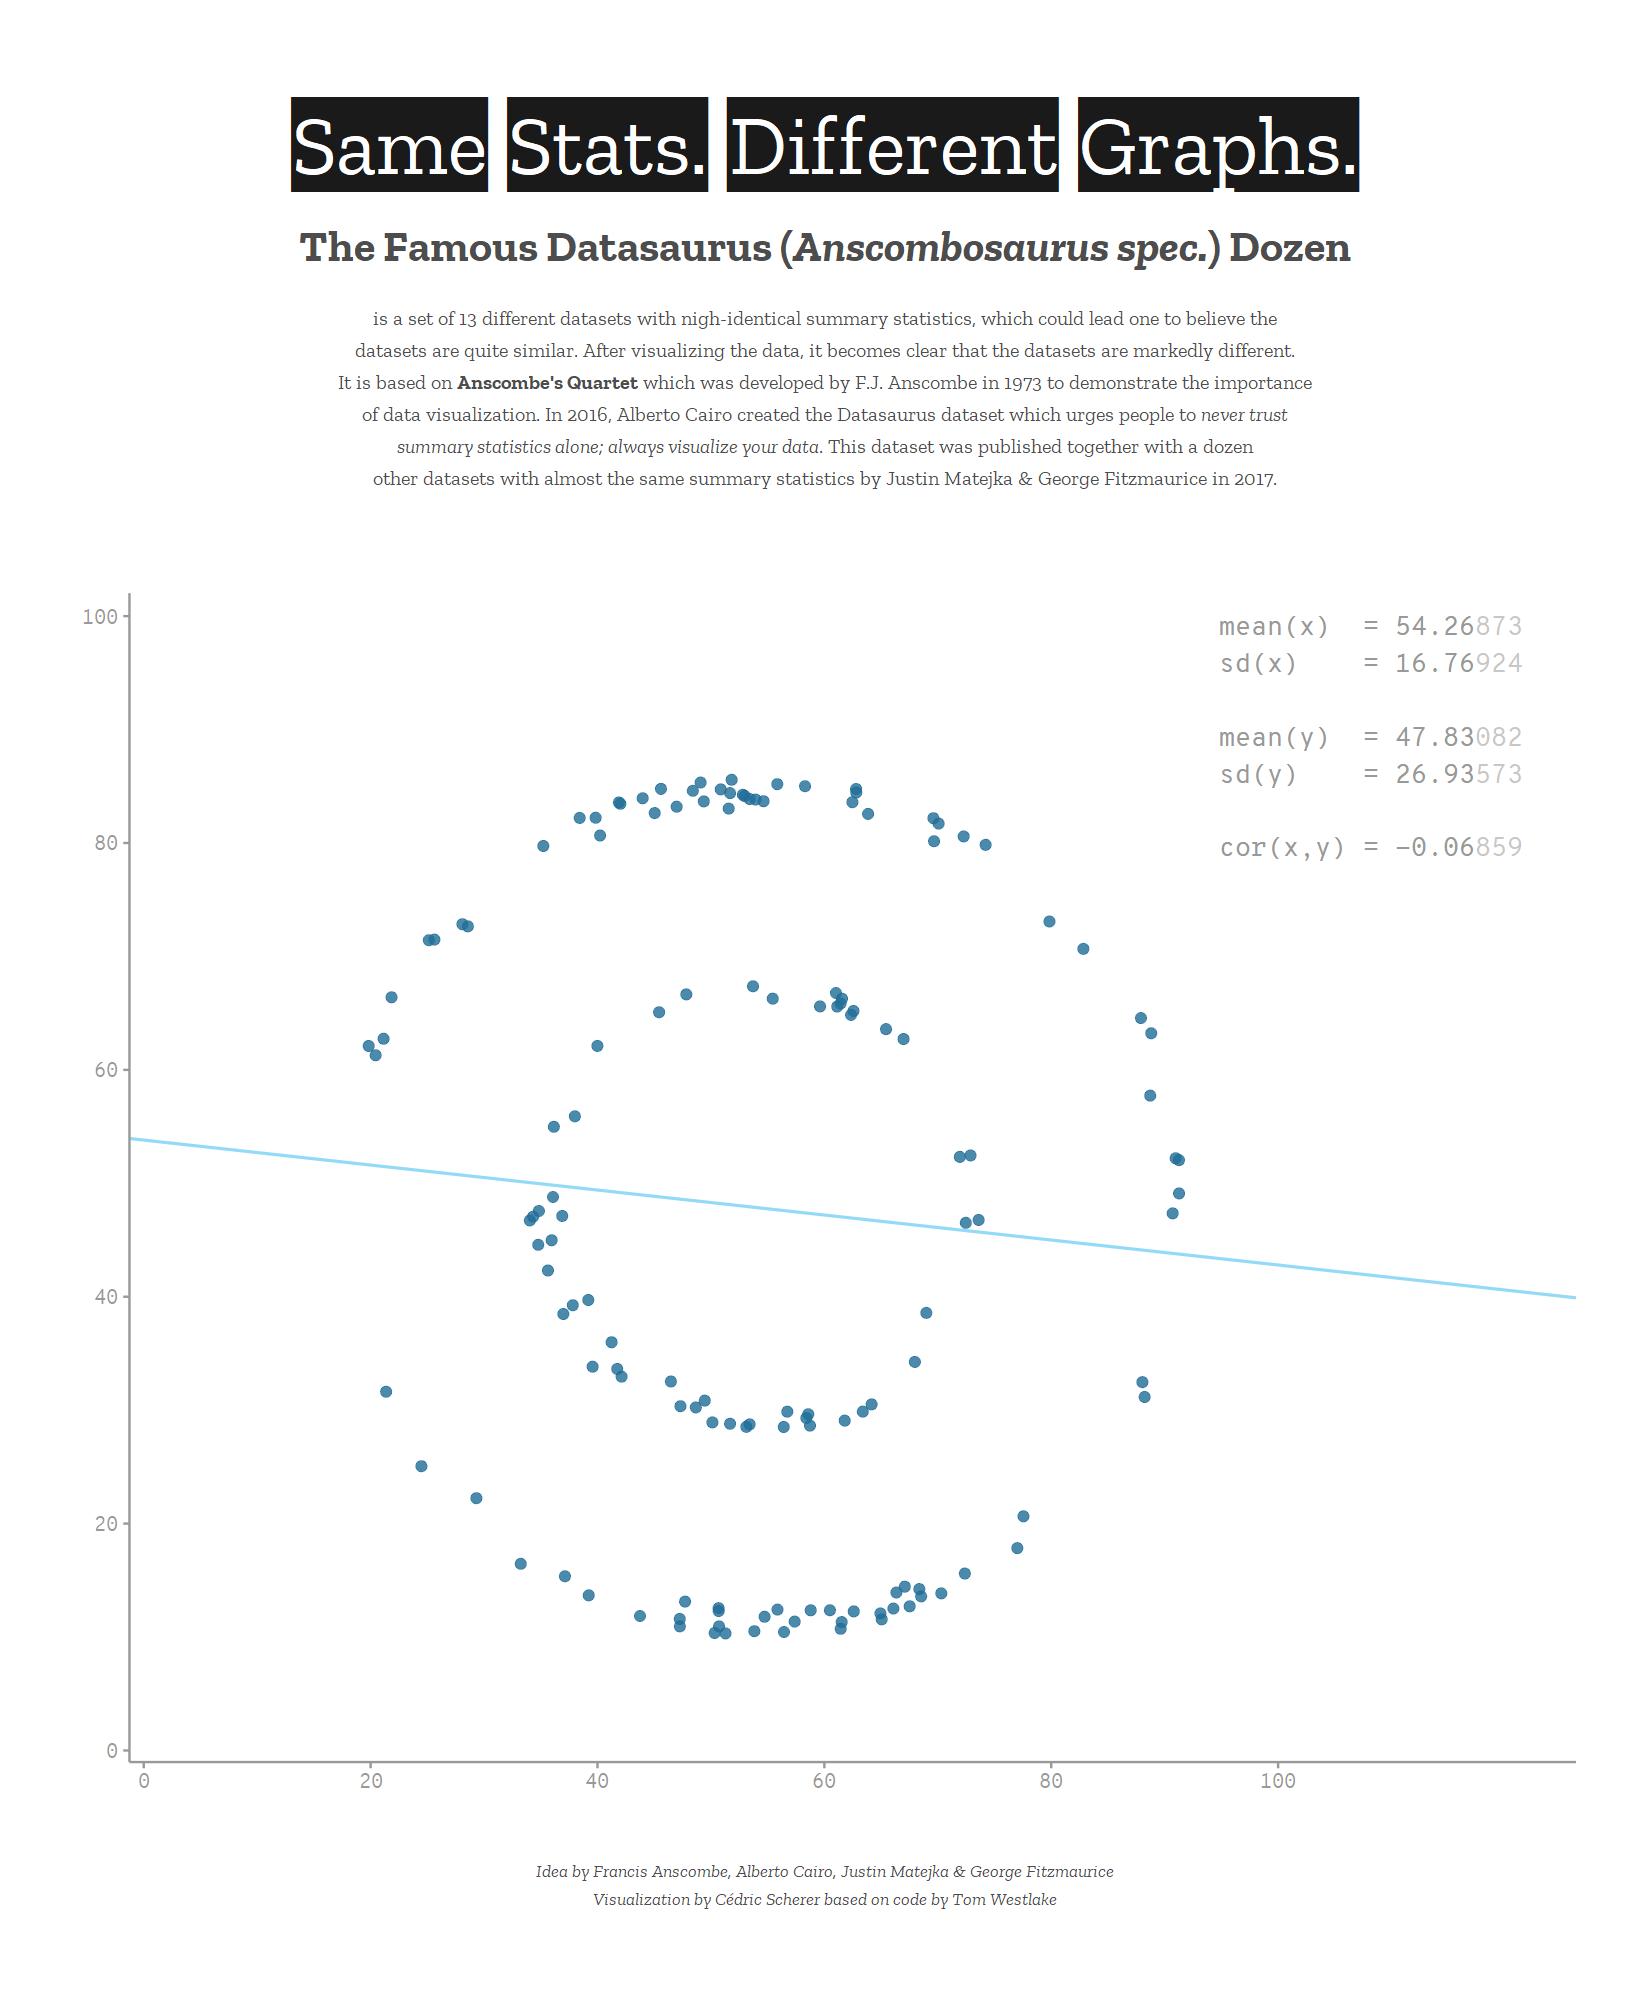 Same Stats. Different Graphs.
The Famous Datasaurus (Anscombosaurus spec.) Dozen
is a set of 13 different datasets with nigh-identical summary statistics, which could lead one to believe the
datasets are quite similar. After visualizing the data, it becomes clear that the datasets are markedly different.
It is based on Anscombe's Quartet which was developed by F.J. Anscombe in 1973 to demonstrate the importance
of data visualization. In 2016, Alberto Cairo created the Datasaurus dataset which urges people to never trust
summary statistics alone; always visualize your data. This dataset was published together with a dozen
other datasets with almost the same summary statistics by Justin Matejka & George Fitzmaurice in 2017.
100
80
60
40
20
0
mean(x) = 54.26873
sd(x) = 16.76924
mean(y) = 47.83082
sd(y) = 26.93573
cor(x,y) = −0.06859
0 20 40 60 80 100
Idea by Francis Anscombe, Alberto Cairo, Justin Matejka & George Fitzmaurice
Visualization by Cédric Scherer based on code by Tom Westlake